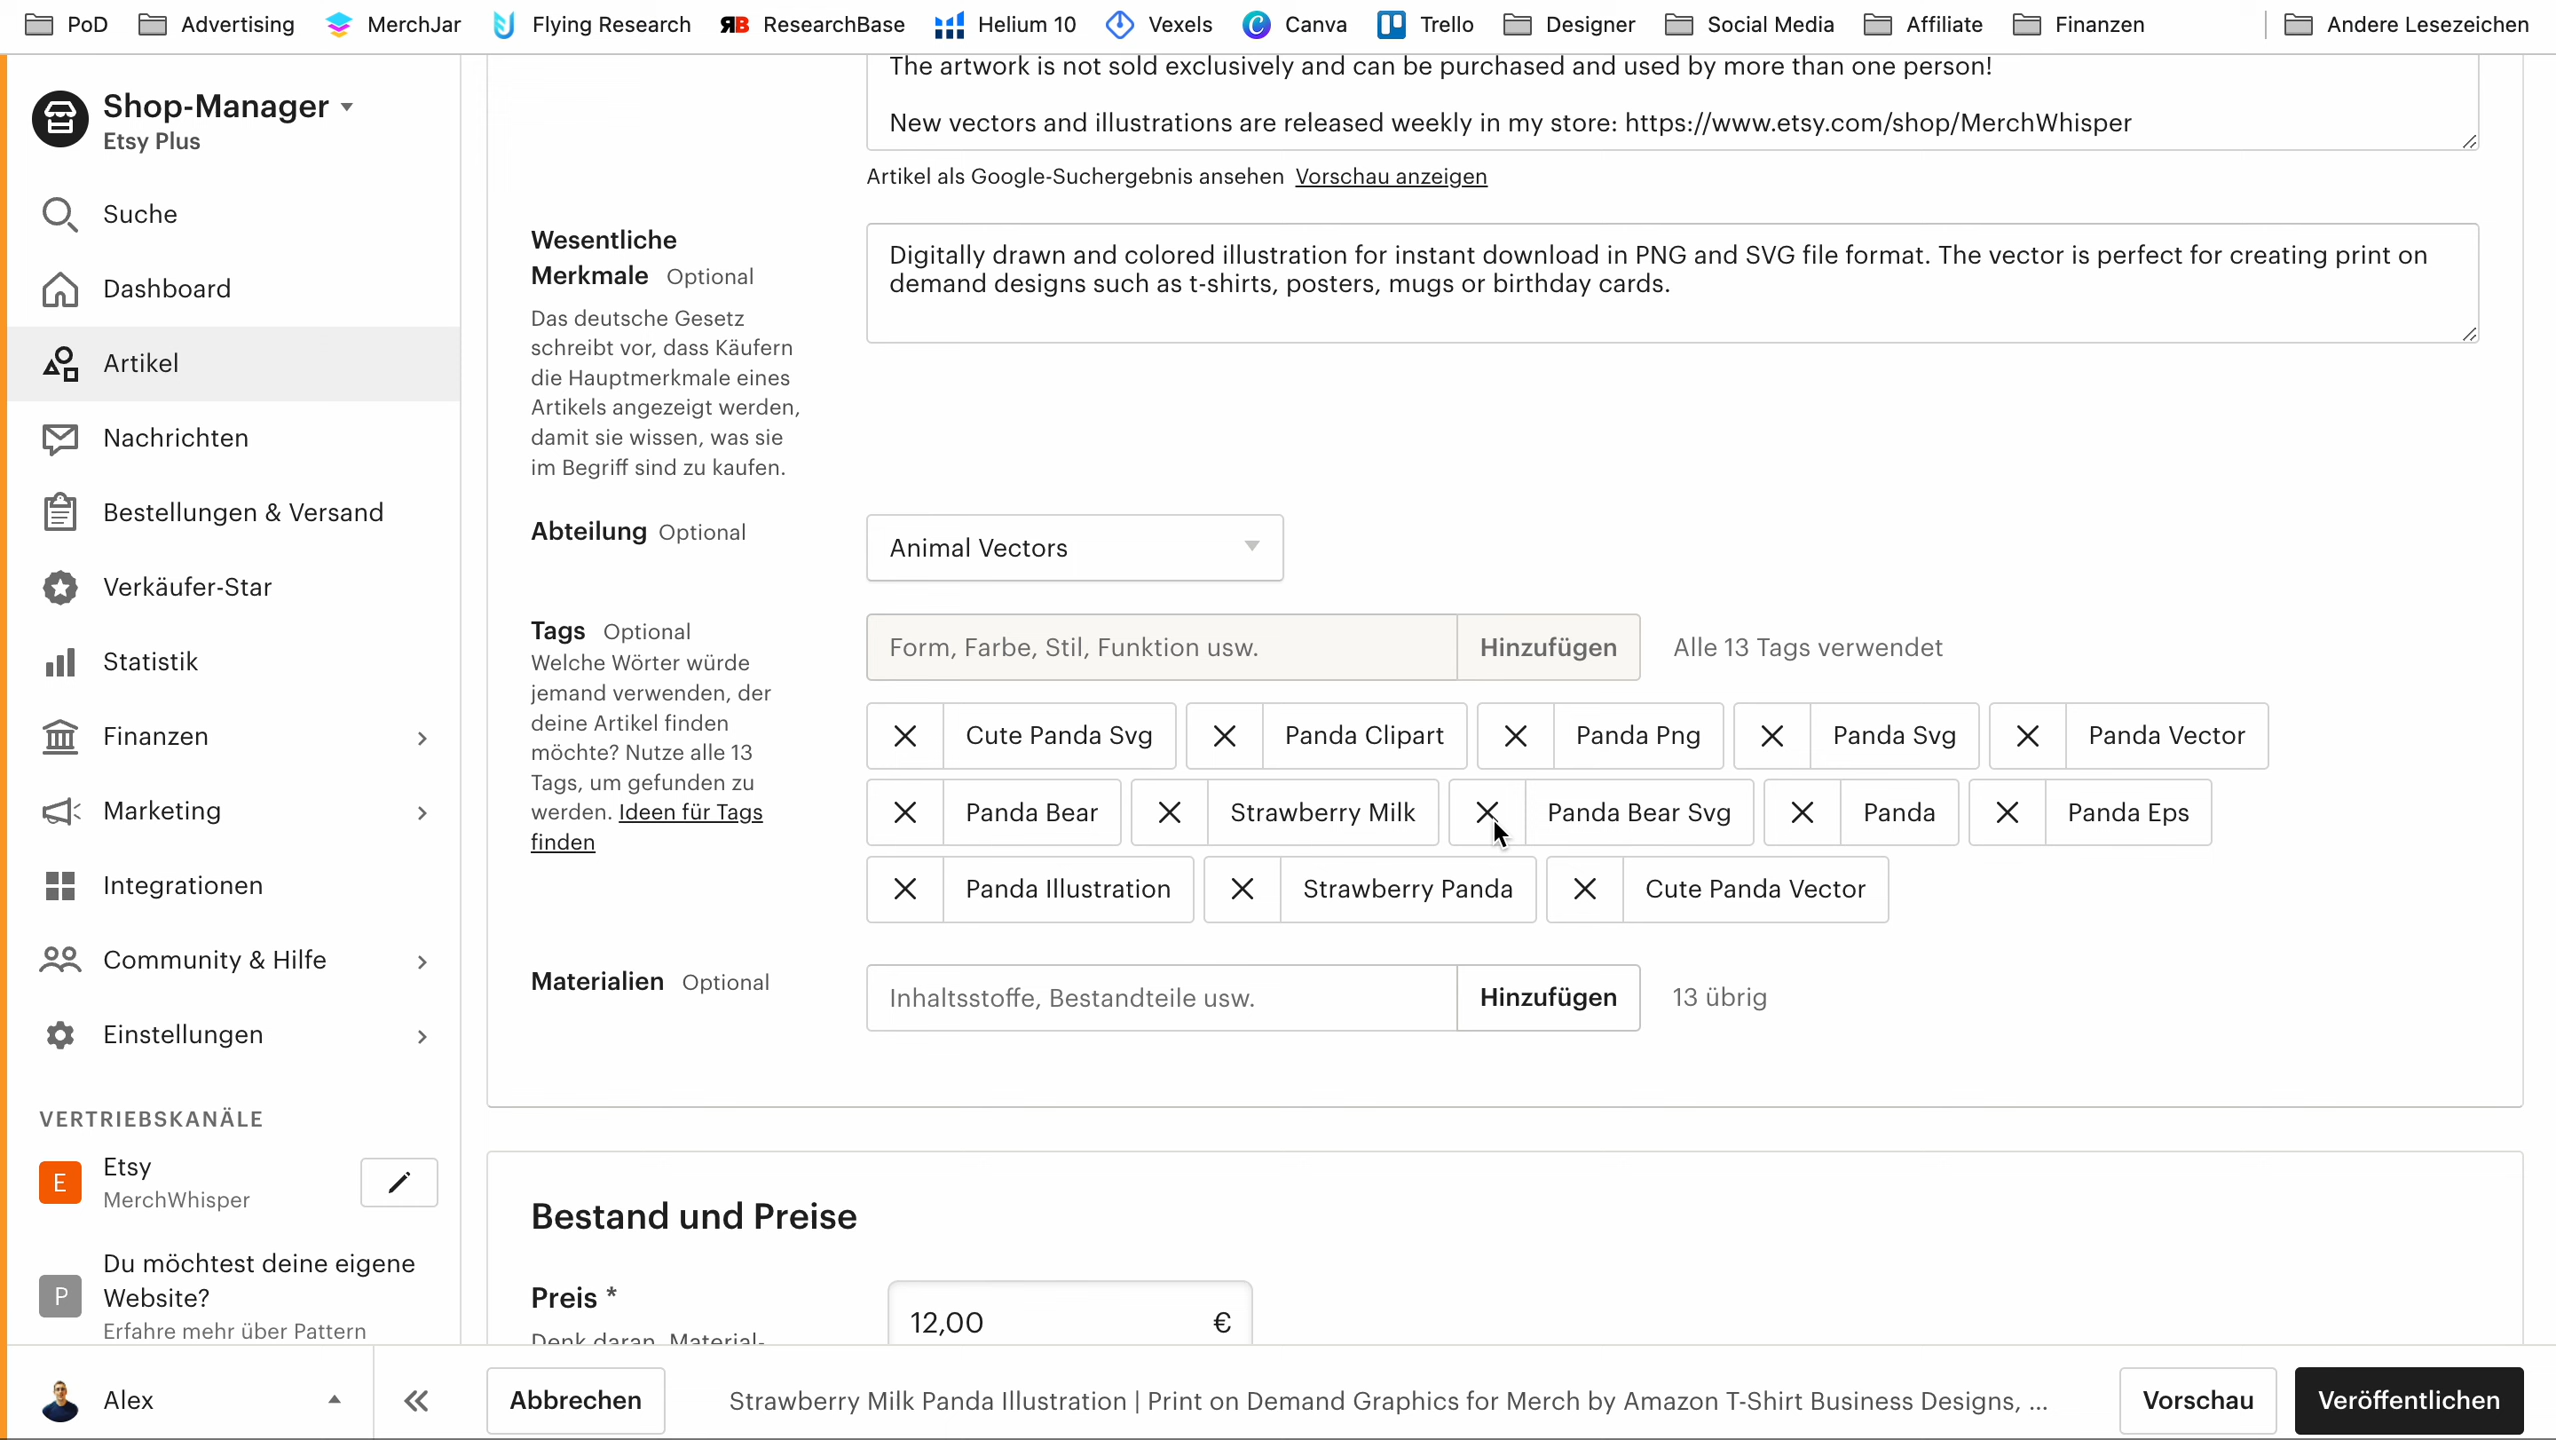 PoD Advertising MerchJar Flying Research ResearchBase Helium 10 Vexels Canva Trello Designer Social Media Affiliate Finanzen Andere Lesezeichen
Shop-Manager
Etsy Plus
Suche
Dashboard
Artikel
Nachrichten
Bestellungen & Versand
Verkäufer-Star
Statistik
Finanzen
Marketing
Integrationen
Community & Hilfe
Einstellungen
VERTRIEBSKANÄLE
E
Etsy
MerchWhisper
P
Du möchtest deine eigene
Website?
Erfahre mehr über Pattern
Alex
The artwork is not sold exclusively and can be purchased and used by more than one person!
New vectors and illustrations are released weekly in my store: https://www.etsy.com/shop/MerchWhisper
Artikel als Google-Suchergebnis ansehen Vorschau anzeigen
Wesentliche
Merkmale Optional
Das deutsche Gesetz
schreibt vor, dass Käufern
die Hauptmerkmale eines
Artikels angezeigt werden,
damit sie wissen, was sie
im Begriff sind zu kaufen.
Digitally drawn and colored illustration for instant download in PNG and SVG file format. The vector is perfect for creating print on
demand designs such as t-shirts, posters, mugs or birthday cards.
Abteilung Optional
Animal Vectors
Tags Optional
Welche Wörter würde
jemand verwenden, der
deine Artikel finden
möchte? Nutze alle 13
Tags, um gefunden zu
werden. Ideen für Tags
finden
Form, Farbe, Stil, Funktion usw. Hinzufügen Alle 13 Tags verwendet
Cute Panda Svg Panda Clipart Panda Png Panda Svg Panda Vector
Panda Bear Strawberry Milk Panda Bear Svg Panda Panda Eps
Panda Illustration Strawberry Panda Cute Panda Vector
Materialien Optional
Inhaltsstoffe, Bestandteile usw. Hinzufügen 13 übrig
Bestand und Preise
Preis *
Denk daran, Material-
12,00 €
Abbrechen Strawberry Milk Panda Illustration | Print on Demand Graphics for Merch by Amazon T-Shirt Business Designs, ... Vorschau Veröffentlichen